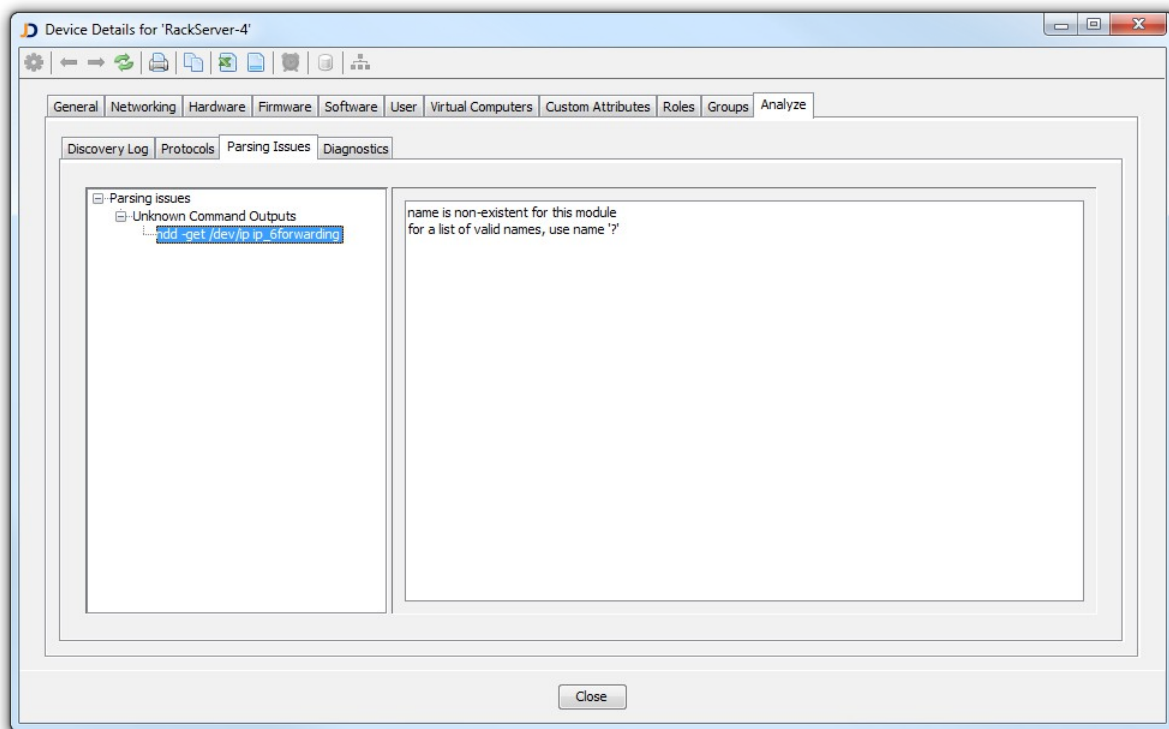 Device Details for 'RackServer-4'
General Networking Hardware Firmware Software User Virtual Computers Custom Attributes Roles Groups Analyze
Discovery Log Protocols Parsing Issues Diagnostics
Parsing issues
Unknown Command Outputs
ndd -get /dev/ip ip_6forwarding
name is non-existent for this module
for a list of valid names, use name '?'
Close